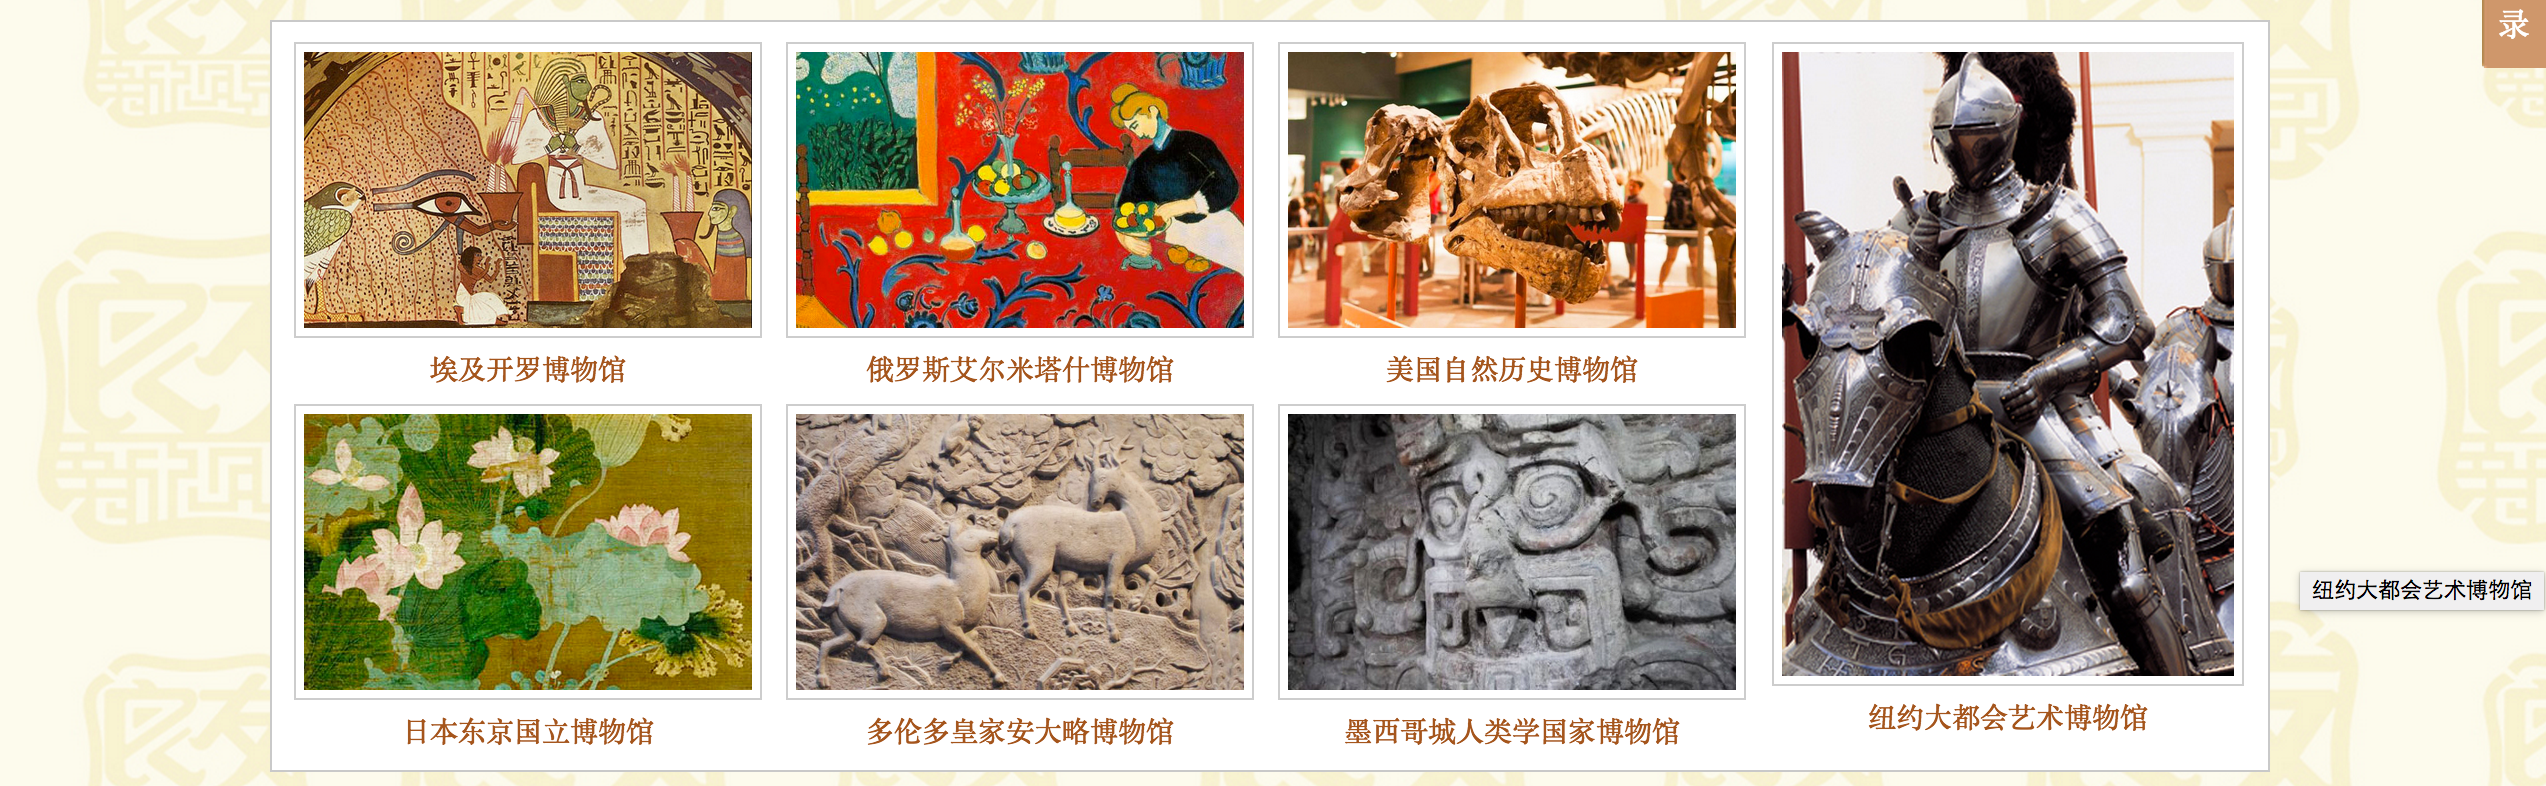 录
埃及开罗博物馆
俄罗斯艾尔米塔什博物馆
美国自然历史博物馆
日本东京国立博物馆
多伦多皇家安大略博物馆
墨西哥城人类学国家博物馆
纽约大都会艺术博物馆
纽约大都会艺术博物馆